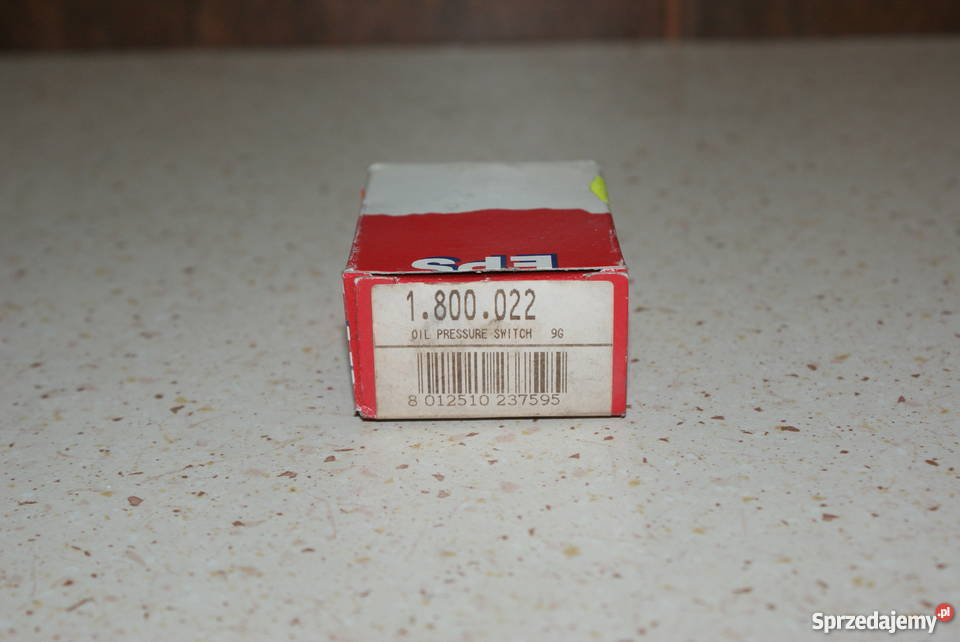 EPS
1.800.022
OIL PRESSURE SWITCH 9G
8 012510 237595
Sprzedajemy.pl